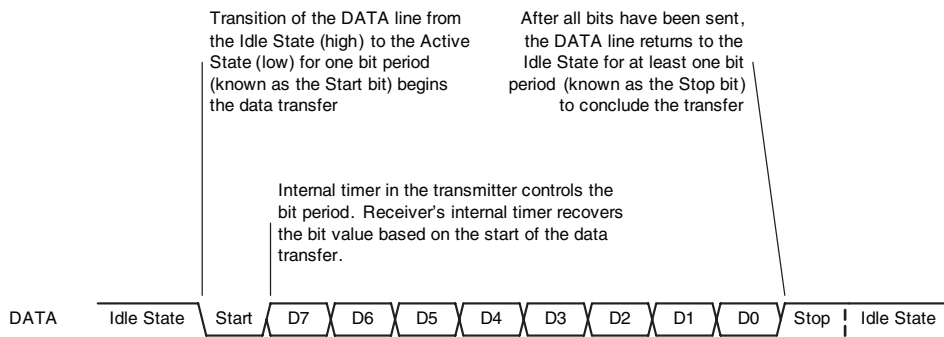 Transition of the DATA line from
the Idle State (high) to the Active
State (low) for one bit period
(known as the Start bit) begins
the data transfer
After all bits have been sent,
the DATA line returns to the
Idle State for at least one bit
period (known as the Stop bit)
to conclude the transfer
Internal timer in the transmitter controls the
bit period. Receiver's internal timer recovers
the bit value based on the start of the data
transfer.
DATA Idle State Start D7 D6 D5 D4 D3 D2 D1 D0 Stop Idle State